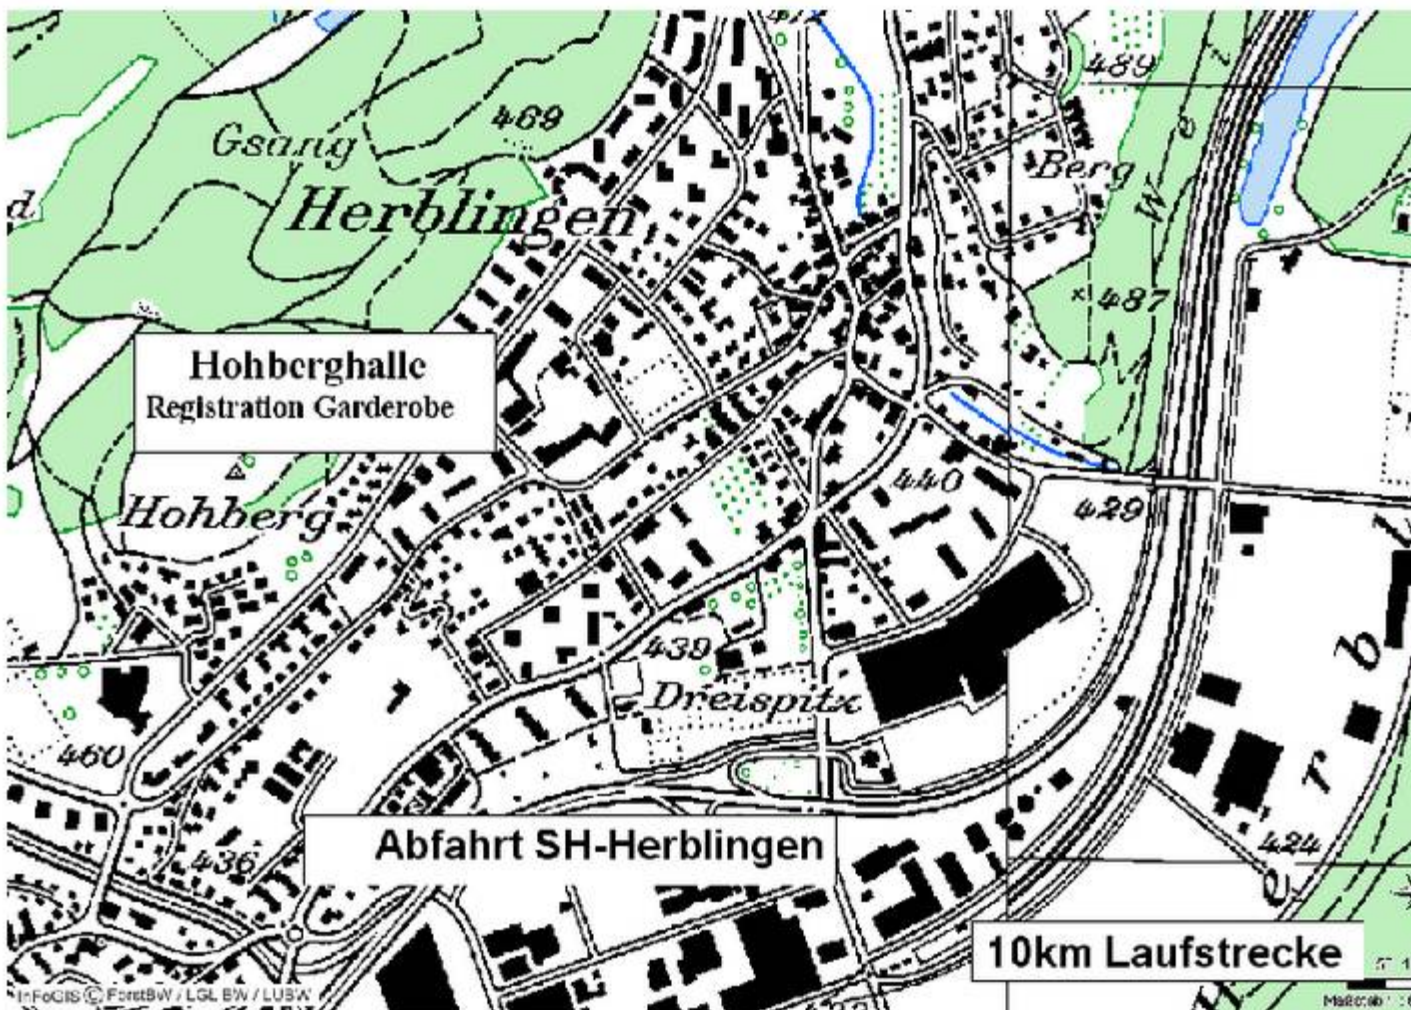 489
469
Gsang
Herblingen
Berg
d.
487
Hohberghalle
Registration Garderobe
440
429
Hohberg
439
Dreispitz
460
Abfahrt SH-Herblingen
436
424
10km Laufstrecke
InFoGIS © ForstBW / LGL BW / LUBW